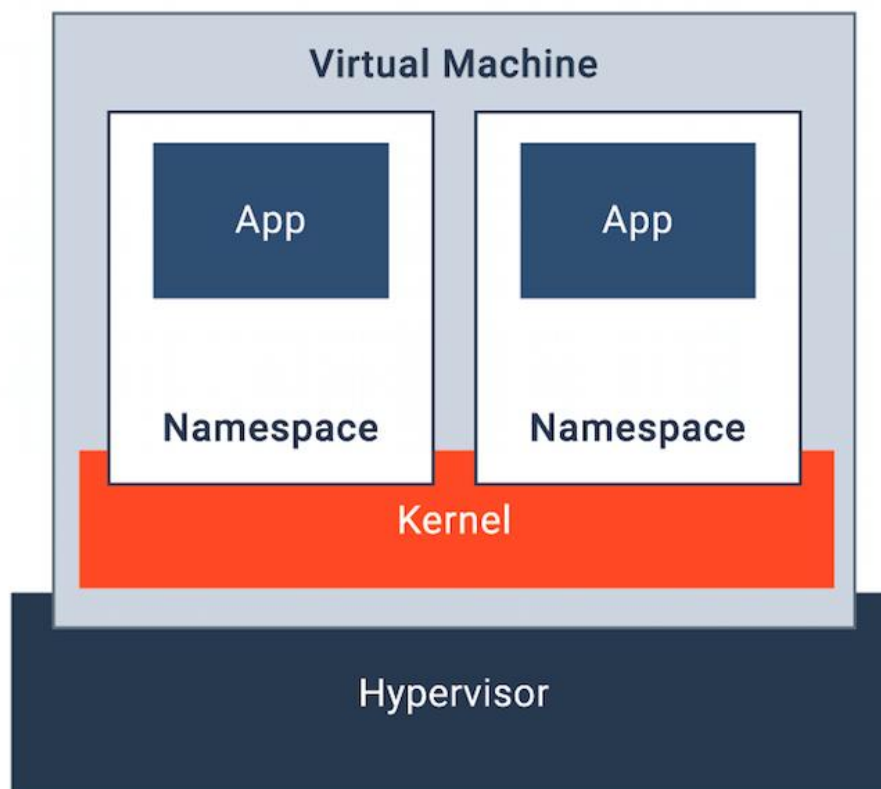 Virtual Machine
App
App
Namespace
Namespace
Kernel
Hypervisor